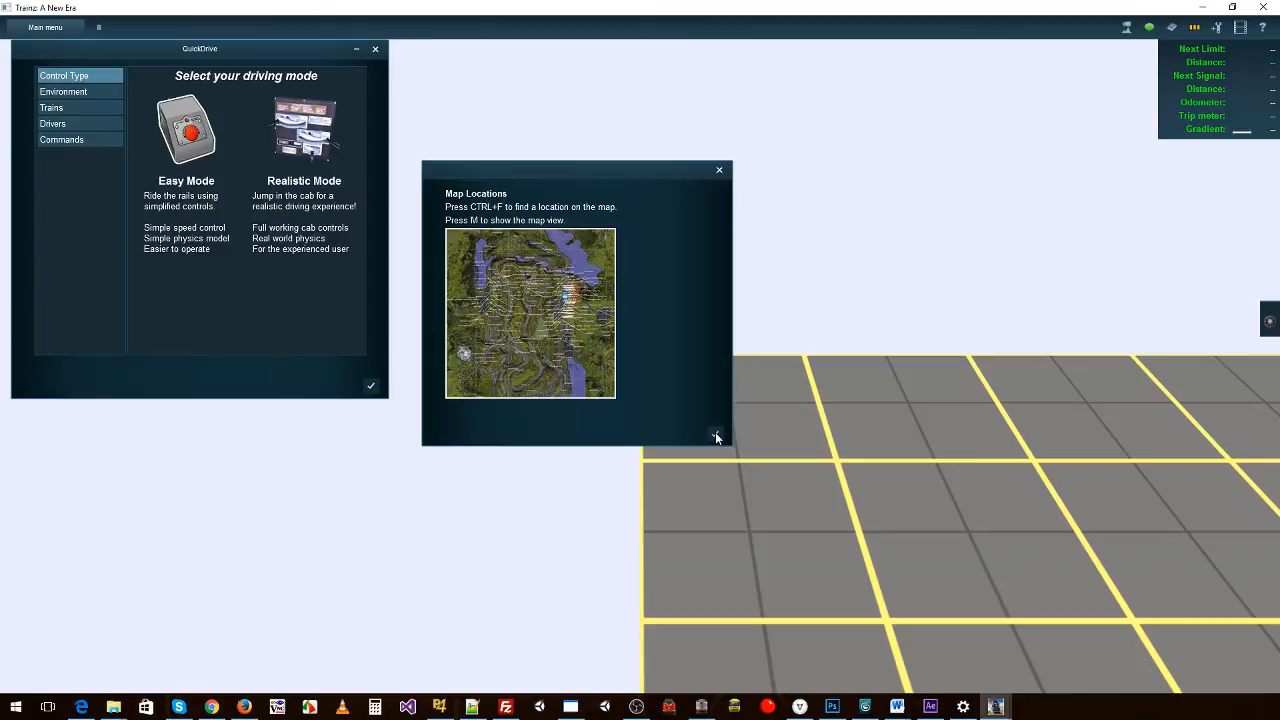 Trainz: A New Era
Main menu
QuickDrive
Control Type
Environment
Trains
Drivers
Commands
Select your driving mode
Easy Mode
Ride the rails using
simplified controls.
Simple speed control
Simple physics model
Easier to operate
Realistic Mode
Jump in the cab for a
realistic driving experience!
Full working cab controls
Real world physics
For the experienced user
Map Locations
Press CTRL+F to find a location on the map.
Press M to show the map view.
Next Limit: --
Distance: --
Next Signal: --
Distance: --
Odometer: --
Trip meter: --
Gradient: --